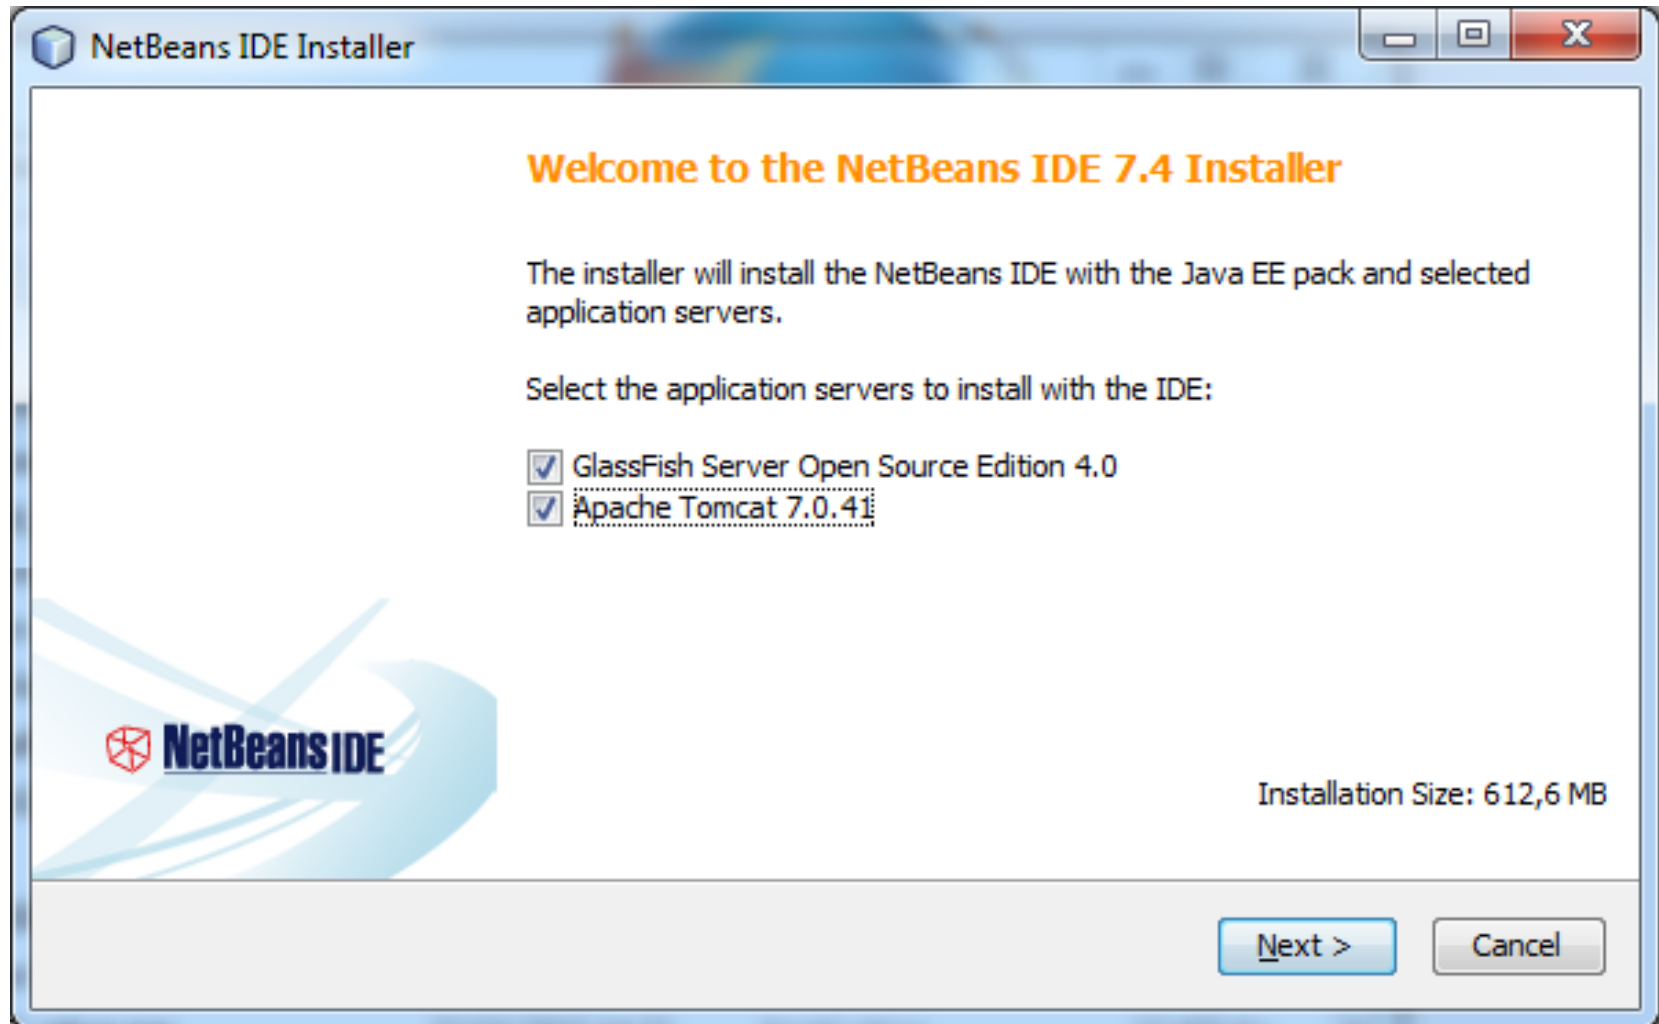 NetBeans IDE Installer
Welcome to the NetBeans IDE 7.4 Installer
The installer will install the NetBeans IDE with the Java EE pack and selected
application servers.
Select the application servers to install with the IDE:
GlassFish Server Open Source Edition 4.0
Apache Tomcat 7.0.41
NetBeans IDE
Installation Size: 612,6 MB
Next >
Cancel